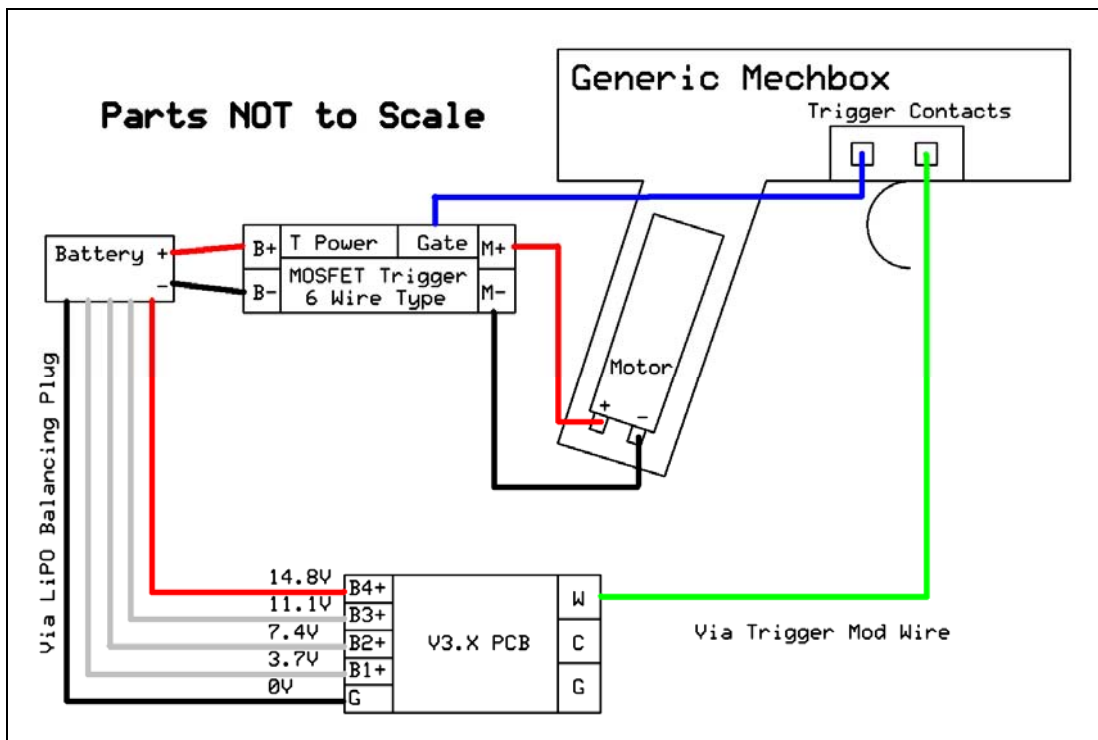 Generic Mechbox
Parts NOT to Scale
Trigger Contacts
Battery + -
B+ T Power Gate M+
B- MOSFET Trigger M-
6 Wire Type
Motor
+ -
Via LiPO Balancing Plug
14.8V
11.1V
7.4V
3.7V
0V
B4+
B3+
B2+
B1+
G
V3.X PCB
W
C
G
Via Trigger Mod Wire